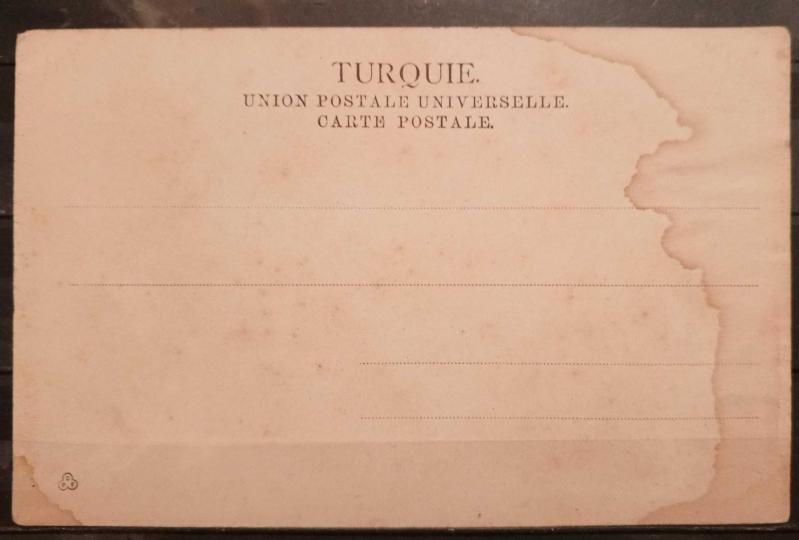 TURQUIE.
UNION POSTALE UNIVERSELLE.
CARTE POSTALE.